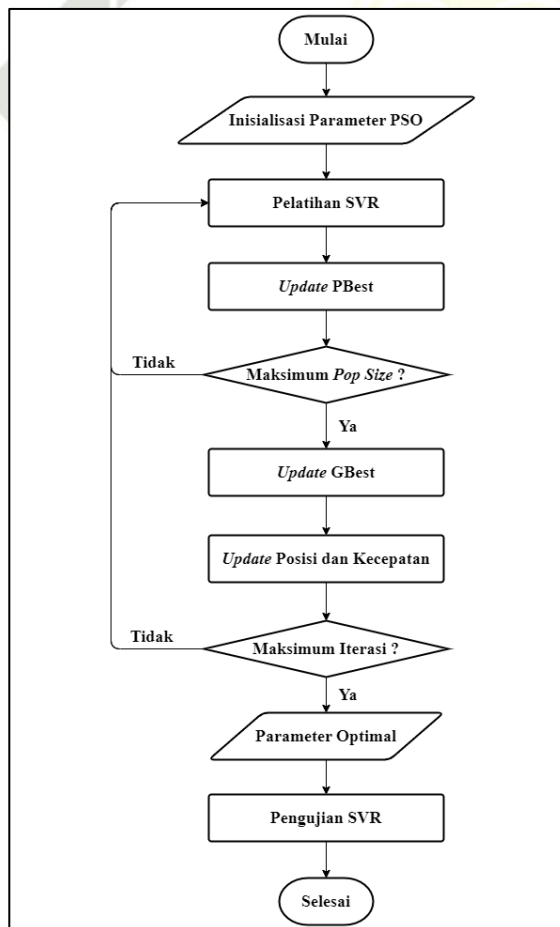 Mulai
Inisialisasi Parameter PSO
Pelatihan SVR
Update PBest
Tidak
Maksimum Pop Size ?
Ya
Update GBest
Update Posisi dan Kecepatan
Tidak
Maksimum Iterasi ?
Ya
Parameter Optimal
Pengujian SVR
Selesai